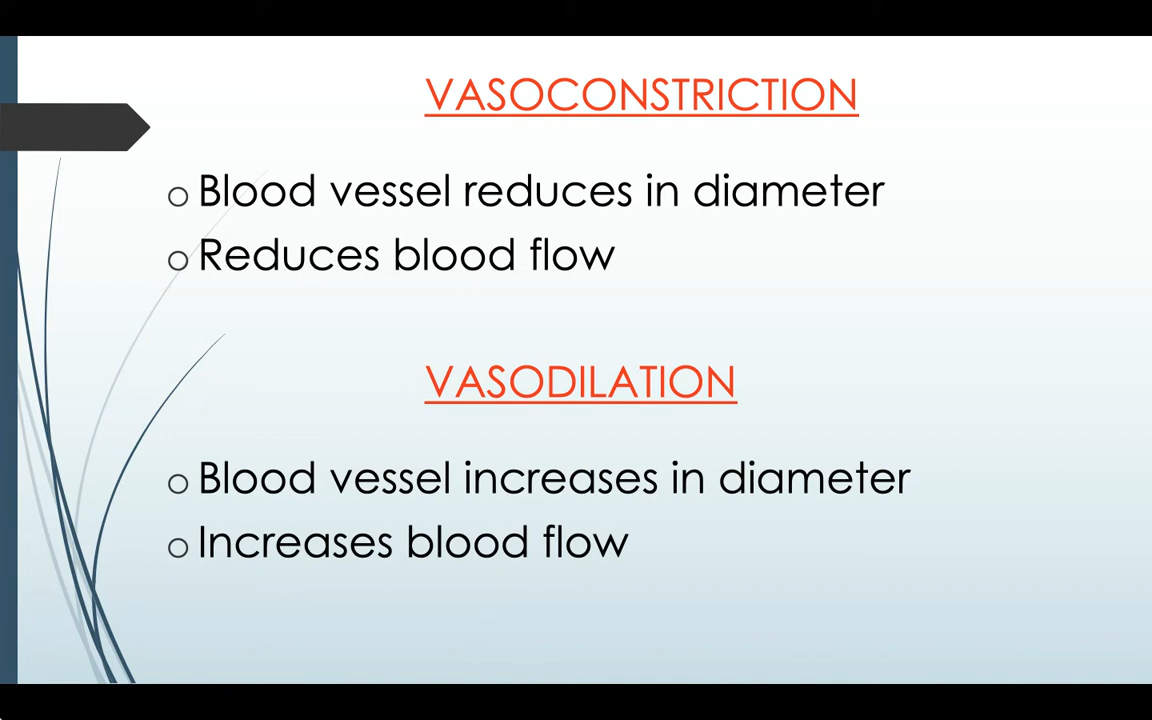 VASOCONSTRICTION
o Blood vessel reduces in diameter
o Reduces blood flow
VASODILATION
o Blood vessel increases in diameter
o Increases blood flow